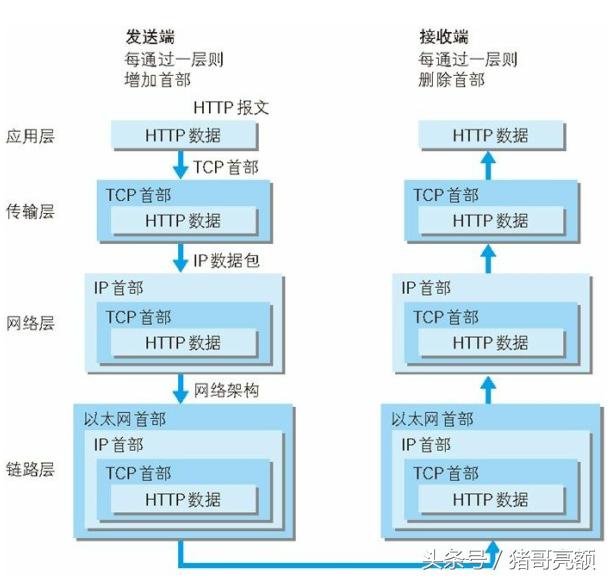 发送端
每通过一层则
增加首部
接收端
每通过一层则
删除首部
HTTP 报文
应用层
HTTP 数据
HTTP 数据
TCP 首部
传输层
TCP 首部
HTTP 数据
TCP 首部
HTTP 数据
IP 数据包
网络层
IP 首部
TCP 首部
HTTP 数据
IP 首部
TCP 首部
HTTP 数据
网络架构
链路层
以太网首部
IP 首部
TCP 首部
HTTP 数据
以太网首部
IP 首部
TCP 首部
HTTP 数据
头条号 / 猪哥亮额